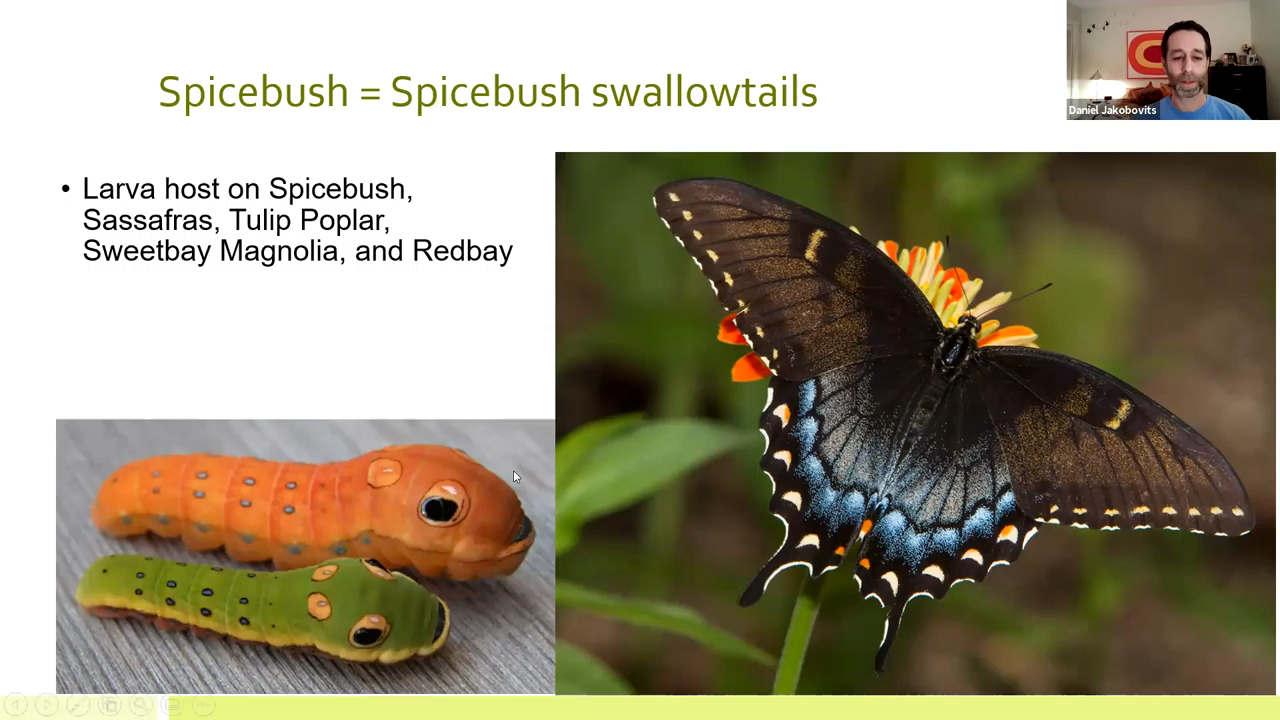 Spicebush = Spicebush swallowtails
Daniel Jakobovits
• Larva host on Spicebush,
Sassafras, Tulip Poplar,
Sweetbay Magnolia, and Redbay